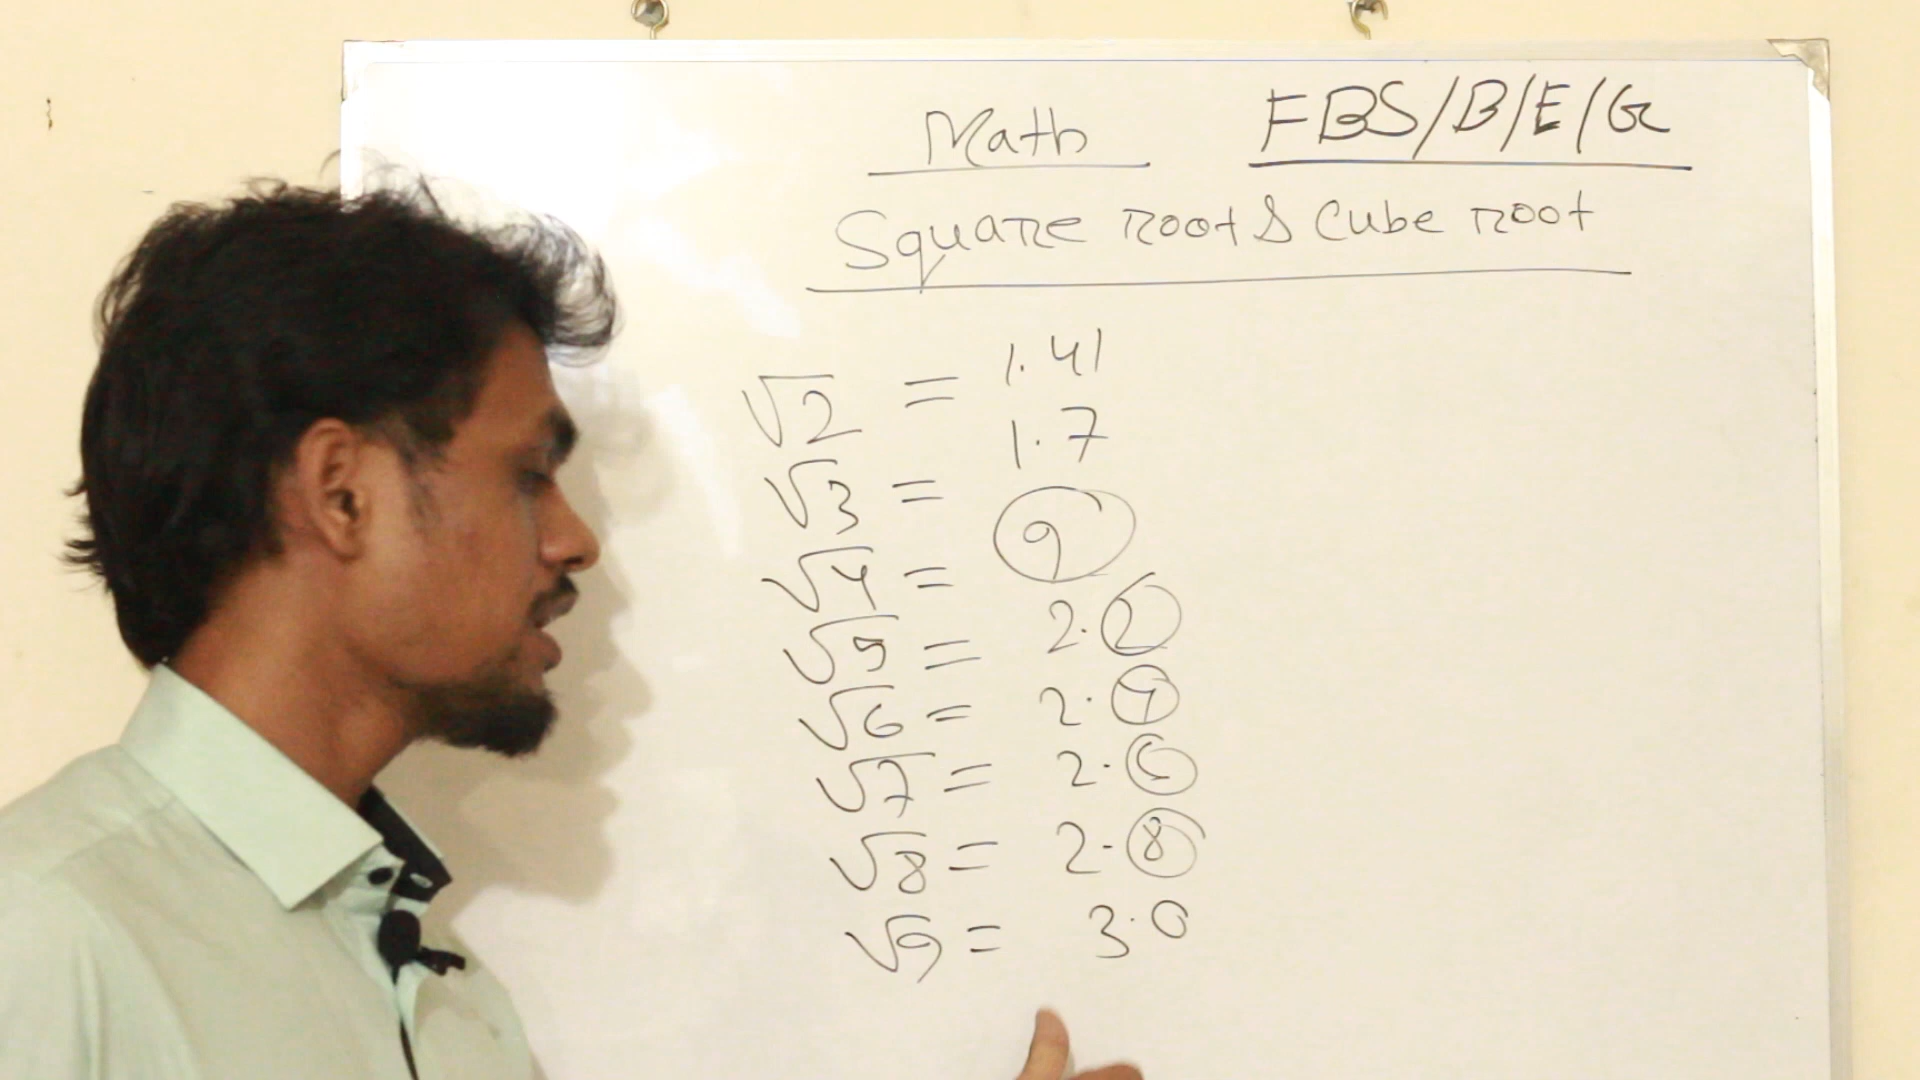 Math FBS/B/E/G
Square root & Cube root
√2 = 1.41
√3 = 1.7
√4 = 9
√5 = 2.2
√6 = 2.4
√7 = 2.6
√8 = 2.8
√9 = 3.0